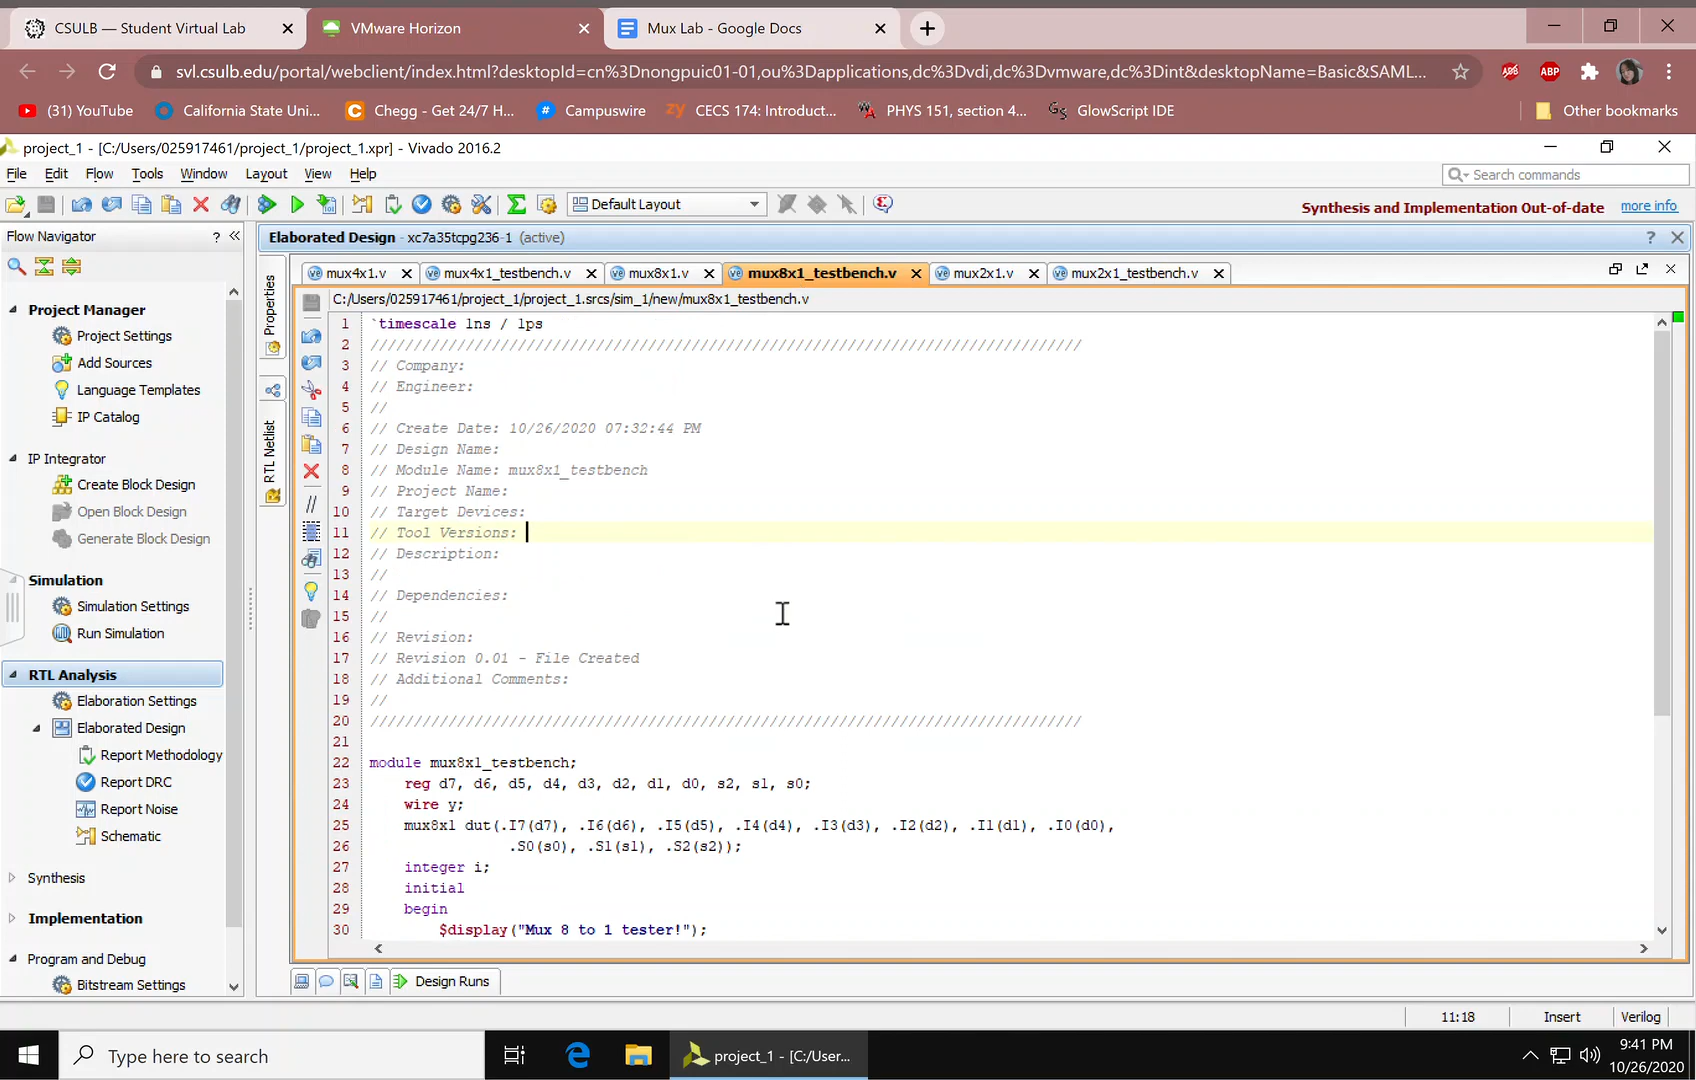 CSULB — Student Virtual Lab
VMware Horizon
Mux Lab - Google Docs
svl.csulb.edu/portal/webclient/index.html?desktopId=cn%3Dnongpuic01-01,ou%3Dapplications,dc%3Dvdi,dc%3Dvmware,dc%3Dint&desktopName=Basic&SAML...
ABP
(31) YouTube
California State Uni...
Chegg - Get 24/7 H...
Campuswire
zy CECS 174: Introduct...
PHYS 151, section 4...
GlowScript IDE
Other bookmarks
project_1 - [C:/Users/025917461/project_1/project_1.xpr] - Vivado 2016.2
File Edit Flow Tools Window Layout View Help
Search commands
Default Layout
Synthesis and Implementation Out-of-date more info
Flow Navigator ? «
Elaborated Design - xc7a35tcpg236-1 (active)
mux4x1.v
mux4x1_testbench.v
mux8x1.v
mux8x1_testbench.v
mux2x1.v
mux2x1_testbench.v
C:/Users/025917461/project_1/project_1.srcs/sim_1/new/mux8x1_testbench.v
Project Manager
Project Settings
Add Sources
Language Templates
IP Catalog
IP Integrator
Create Block Design
Open Block Design
Generate Block Design
Simulation
Simulation Settings
Run Simulation
RTL Analysis
Elaboration Settings
Elaborated Design
Report Methodology
Report DRC
Report Noise
Schematic
Synthesis
Implementation
Program and Debug
Bitstream Settings
Properties
RTL Netlist
1 `timescale 1ns / 1ps
2 //////////////////////////////////////////////////////////////////////////////////
3 // Company:
4 // Engineer:
5 //
6 // Create Date: 10/26/2020 07:32:44 PM
7 // Design Name:
8 // Module Name: mux8x1_testbench
9 // Project Name:
10 // Target Devices:
11 // Tool Versions:
12 // Description:
13 //
14 // Dependencies:
15 //
16 // Revision:
17 // Revision 0.01 - File Created
18 // Additional Comments:
19 //
20 //////////////////////////////////////////////////////////////////////////////////
21
22 module mux8x1_testbench;
23 reg d7, d6, d5, d4, d3, d2, d1, d0, s2, s1, s0;
24 wire y;
25 mux8x1 dut(.I7(d7), .I6(d6), .I5(d5), .I4(d4), .I3(d3), .I2(d2), .I1(d1), .I0(d0),
26 .S0(s0), .S1(s1), .S2(s2));
27 integer i;
28 initial
29 begin
30 $display("Mux 8 to 1 tester!");
Design Runs
11:18 Insert Verilog
Type here to search
project_1 - [C:/User...
9:41 PM
10/26/2020